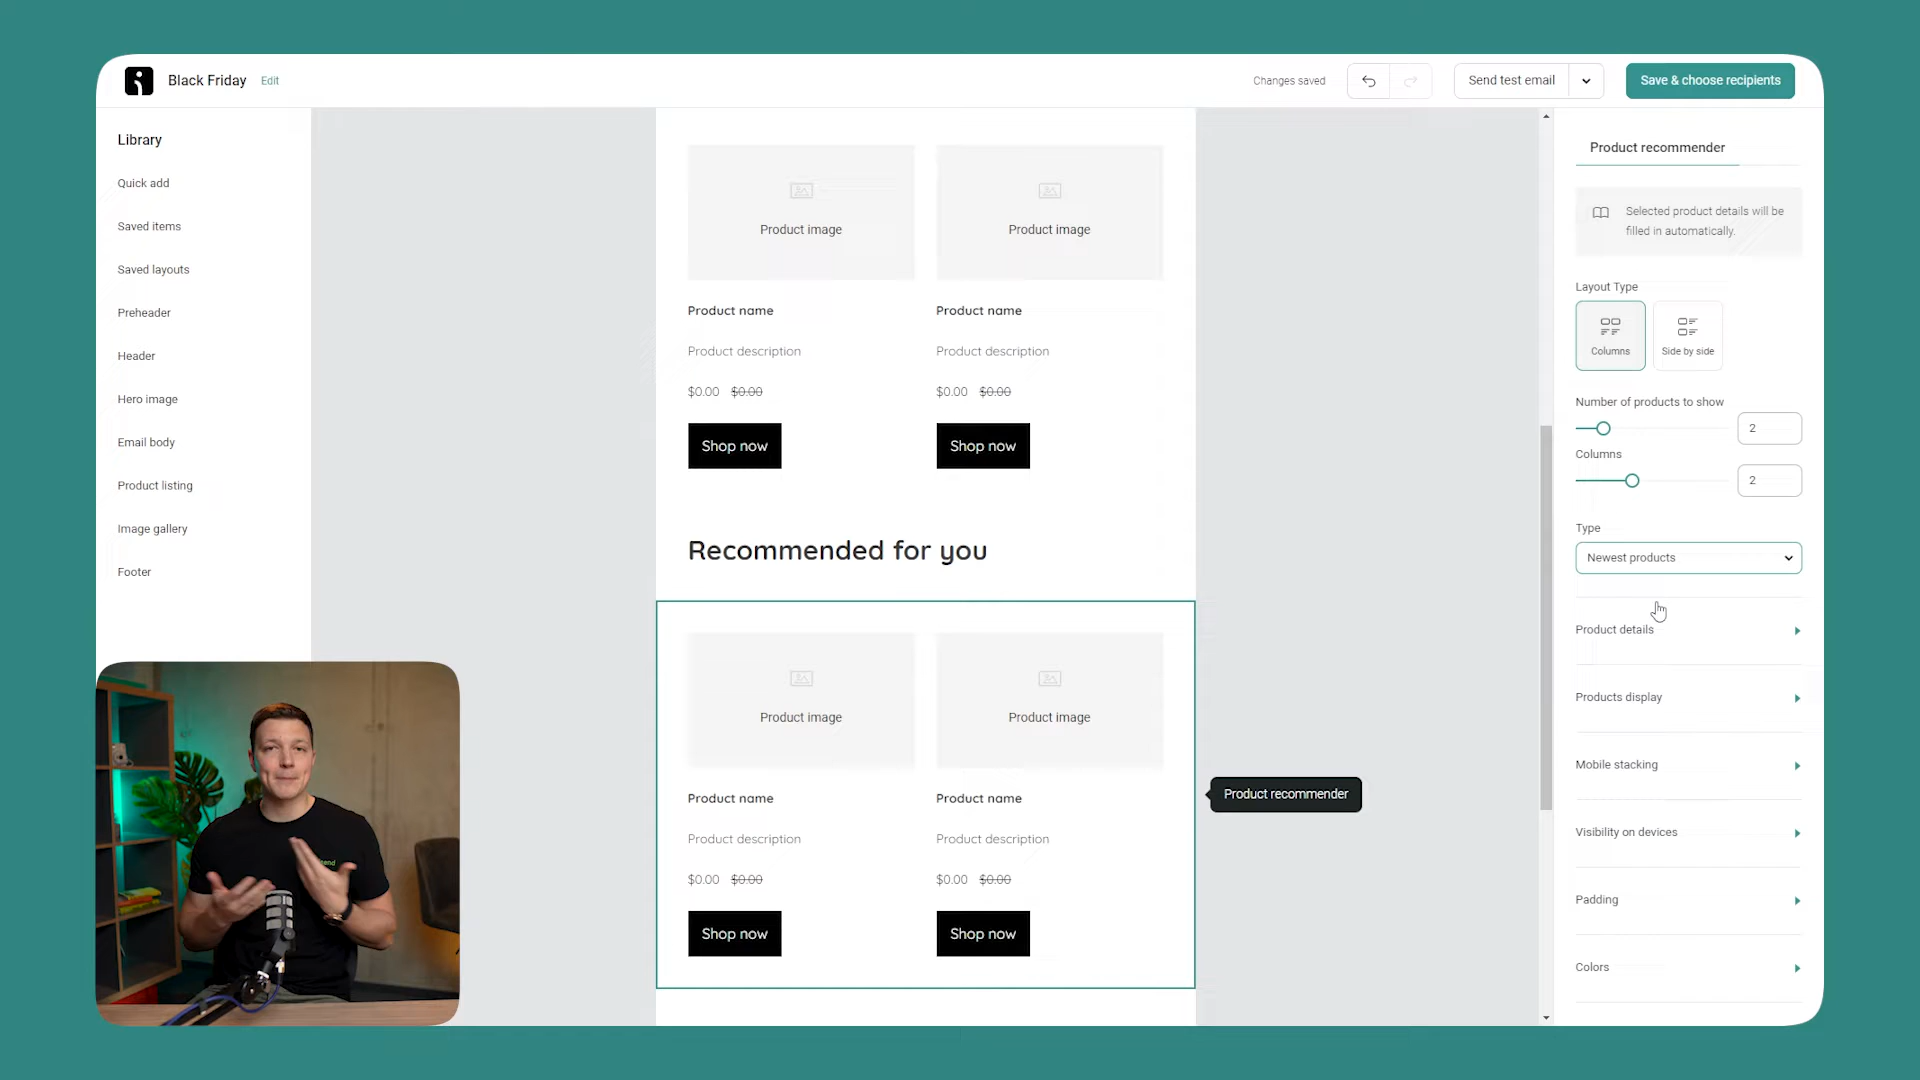 Black Friday Edit
Changes saved
Send test email
Save & choose recipients
Library
Quick add
Saved items
Saved layouts
Preheader
Header
Hero image
Email body
Product listing
Image gallery
Footer
Product image Product image
Product name Product name
Product description Product description
$0.00 $0.00 $0.00 $0.00
Shop now Shop now
Recommended for you
Product image Product image
Product name Product name
Product description Product description
$0.00 $0.00 $0.00 $0.00
Shop now Shop now
Product recommender
Product recommender
Selected product details will be
filled in automatically.
Layout Type
Columns Side by side
Number of products to show
2
Columns
2
Type
Newest products
Product details
Products display
Mobile stacking
Visibility on devices
Padding
Colors